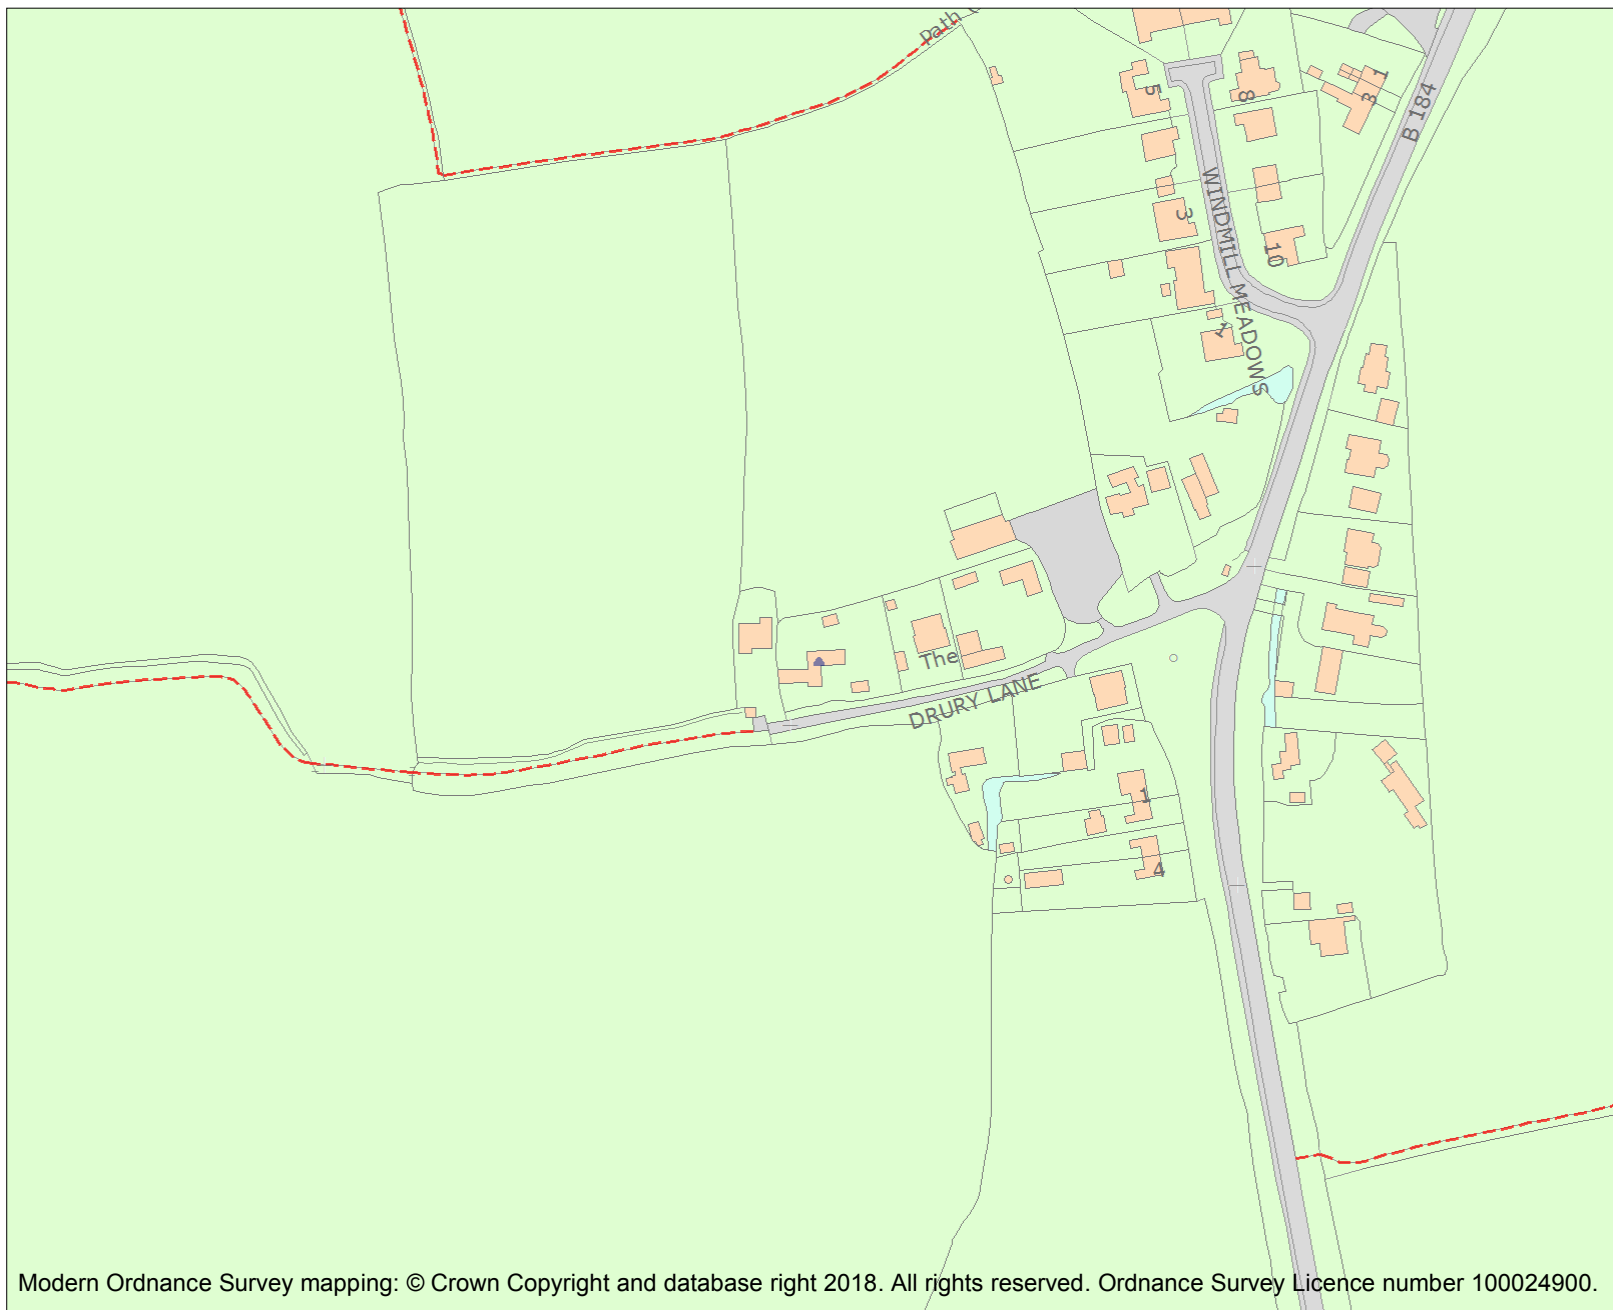 Path
5
8
1
3
B 184
WINDMILL MEADOWS
3
10
1
The
DRURY LANE
1
4
Modern Ordnance Survey mapping: © Crown Copyright and database right 2018. All rights reserved. Ordnance Survey Licence number 100024900.